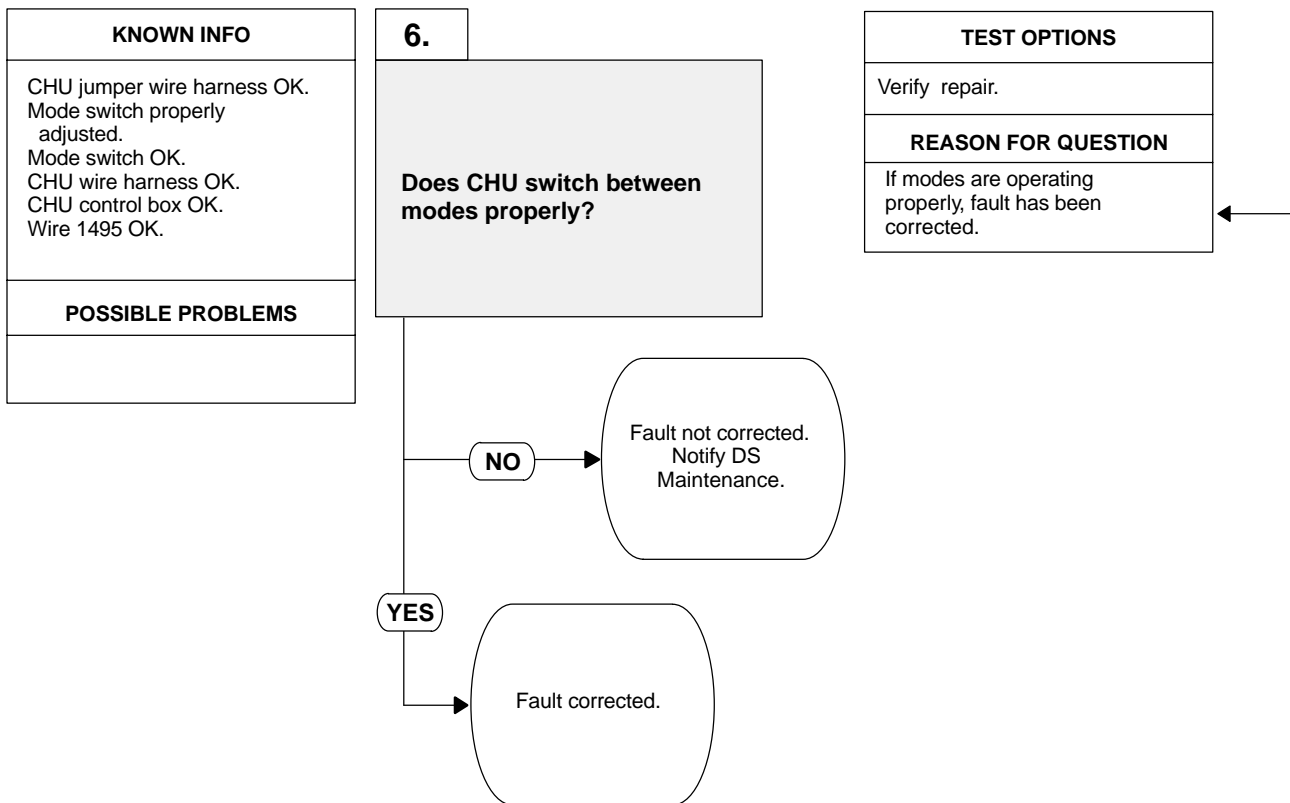 KNOWN INFO
CHU jumper wire harness OK.
Mode switch properly
adjusted.
Mode switch OK.
CHU wire harness OK.
CHU control box OK.
Wire 1495 OK.
POSSIBLE PROBLEMS
6.
Does CHU switch between
modes properly?
TEST OPTIONS
Verify repair.
REASON FOR QUESTION
If modes are operating
properly, fault has been
corrected.
NO
Fault not corrected.
Notify DS
Maintenance.
YES
Fault corrected.